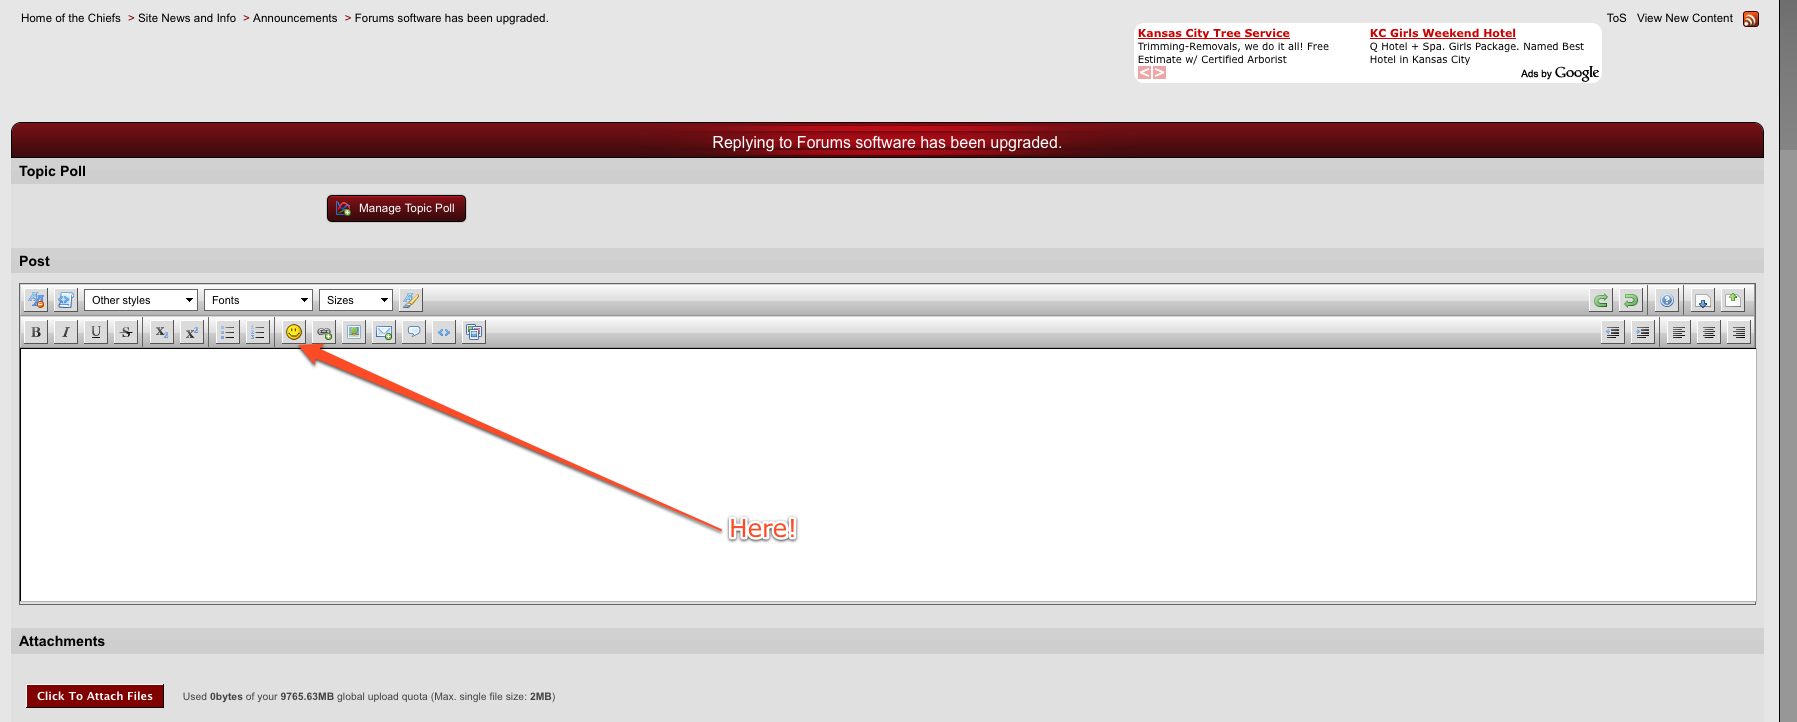 Home of the Chiefs > Site News and Info > Announcements > Forums software has been upgraded.
ToS View New Content
Kansas City Tree Service
Trimming-Removals, we do it all! Free
Estimate w/ Certified Arborist
KC Girls Weekend Hotel
Q Hotel + Spa. Girls Package. Named Best
Hotel in Kansas City
Ads by Google
Replying to Forums software has been upgraded.
Topic Poll
Manage Topic Poll
Post
Other styles Fonts Sizes
B I U S X₂ X²
Here!
Attachments
Click To Attach Files
Used 0bytes of your 9765.63MB global upload quota (Max. single file size: 2MB)